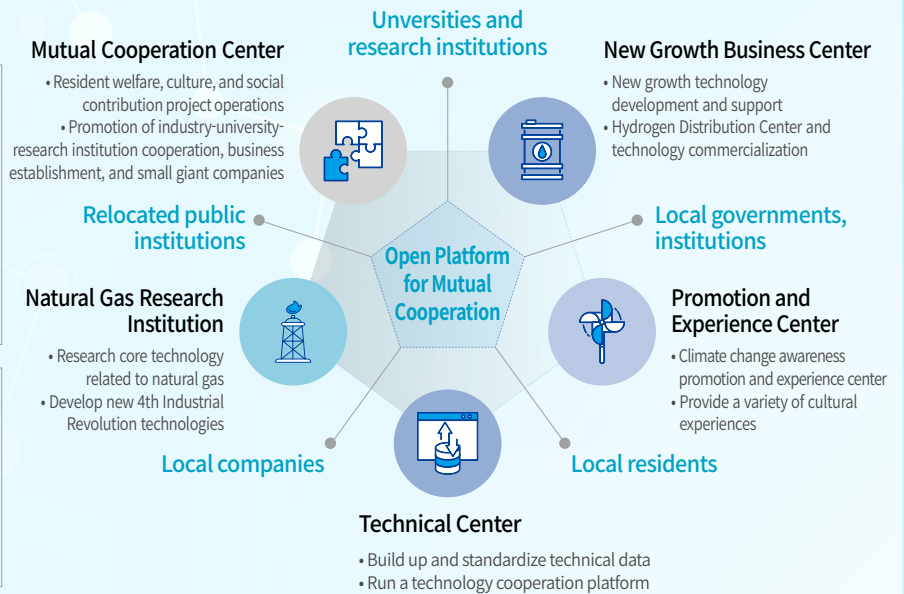 Unversities and
research institutions
Mutual Cooperation Center
• Resident welfare, culture, and social
contribution project operations
• Promotion of industry-university-
research institution cooperation, business
establishment, and small giant companies
New Growth Business Center
• New growth technology
development and support
• Hydrogen Distribution Center and
technology commercialization
Relocated public
institutions
Open Platform
for Mutual
Cooperation
Local governments,
institutions
Natural Gas Research
Institution
• Research core technology
related to natural gas
• Develop new 4th Industrial
Revolution technologies
Promotion and
Experience Center
• Climate change awareness
promotion and experience center
• Provide a variety of cultural
experiences
Local companies
Local residents
Technical Center
• Build up and standardize technical data
• Run a technology cooperation platform